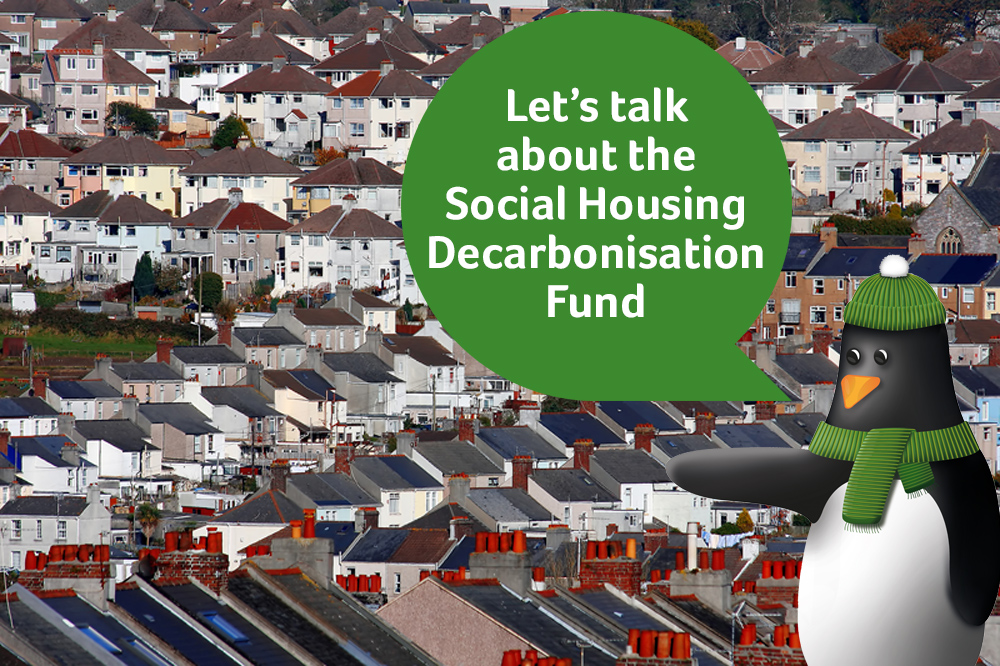 Let’s talk
about the
Social Housing
Decarbonisation
Fund